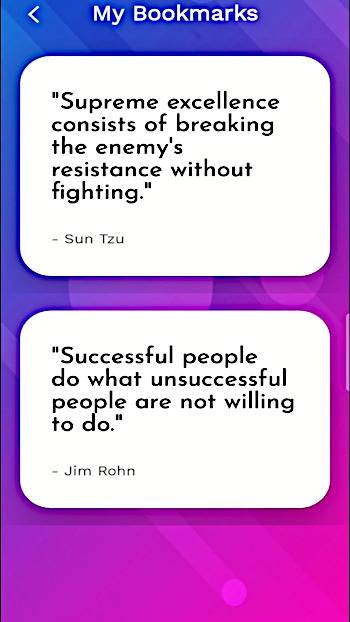 My Bookmarks
"Supreme excellence
consists of breaking
the enemy's
resistance without
fighting."
- Sun Tzu
"Successful people
do what unsuccessful
people are not willing
to do."
- Jim Rohn